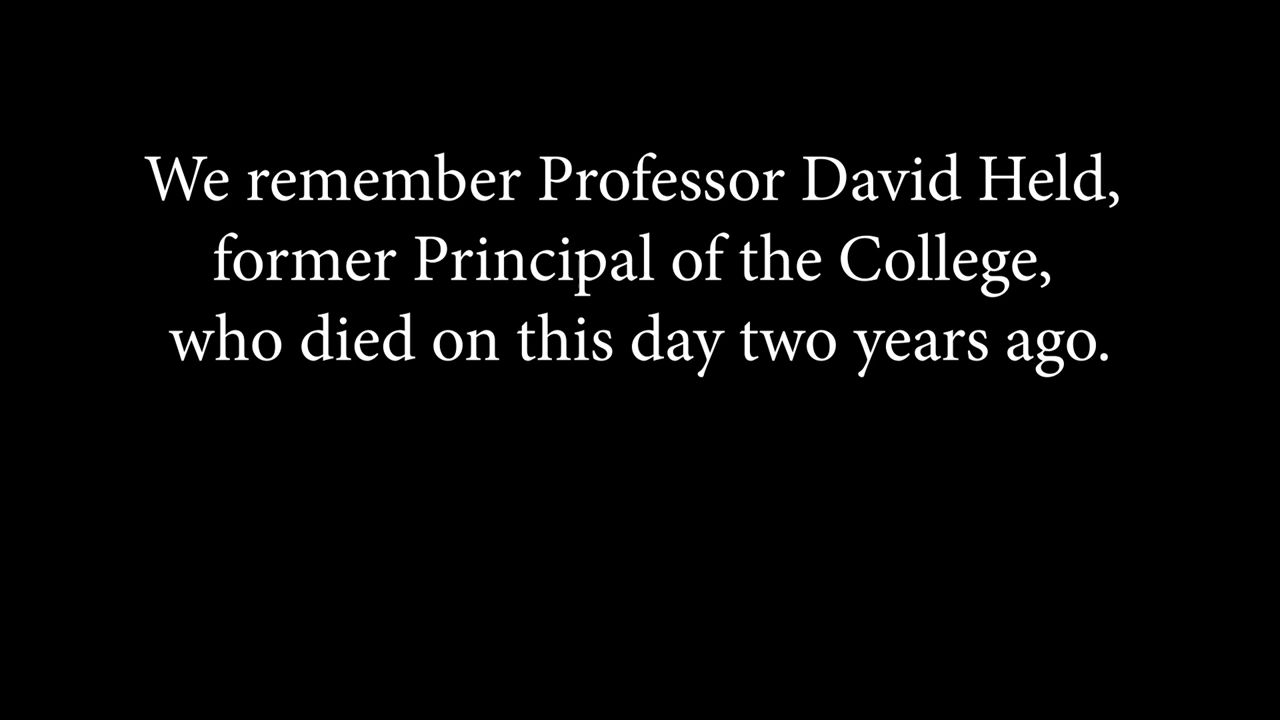 We remember Professor David Held,
former Principal of the College,
who died on this day two years ago.